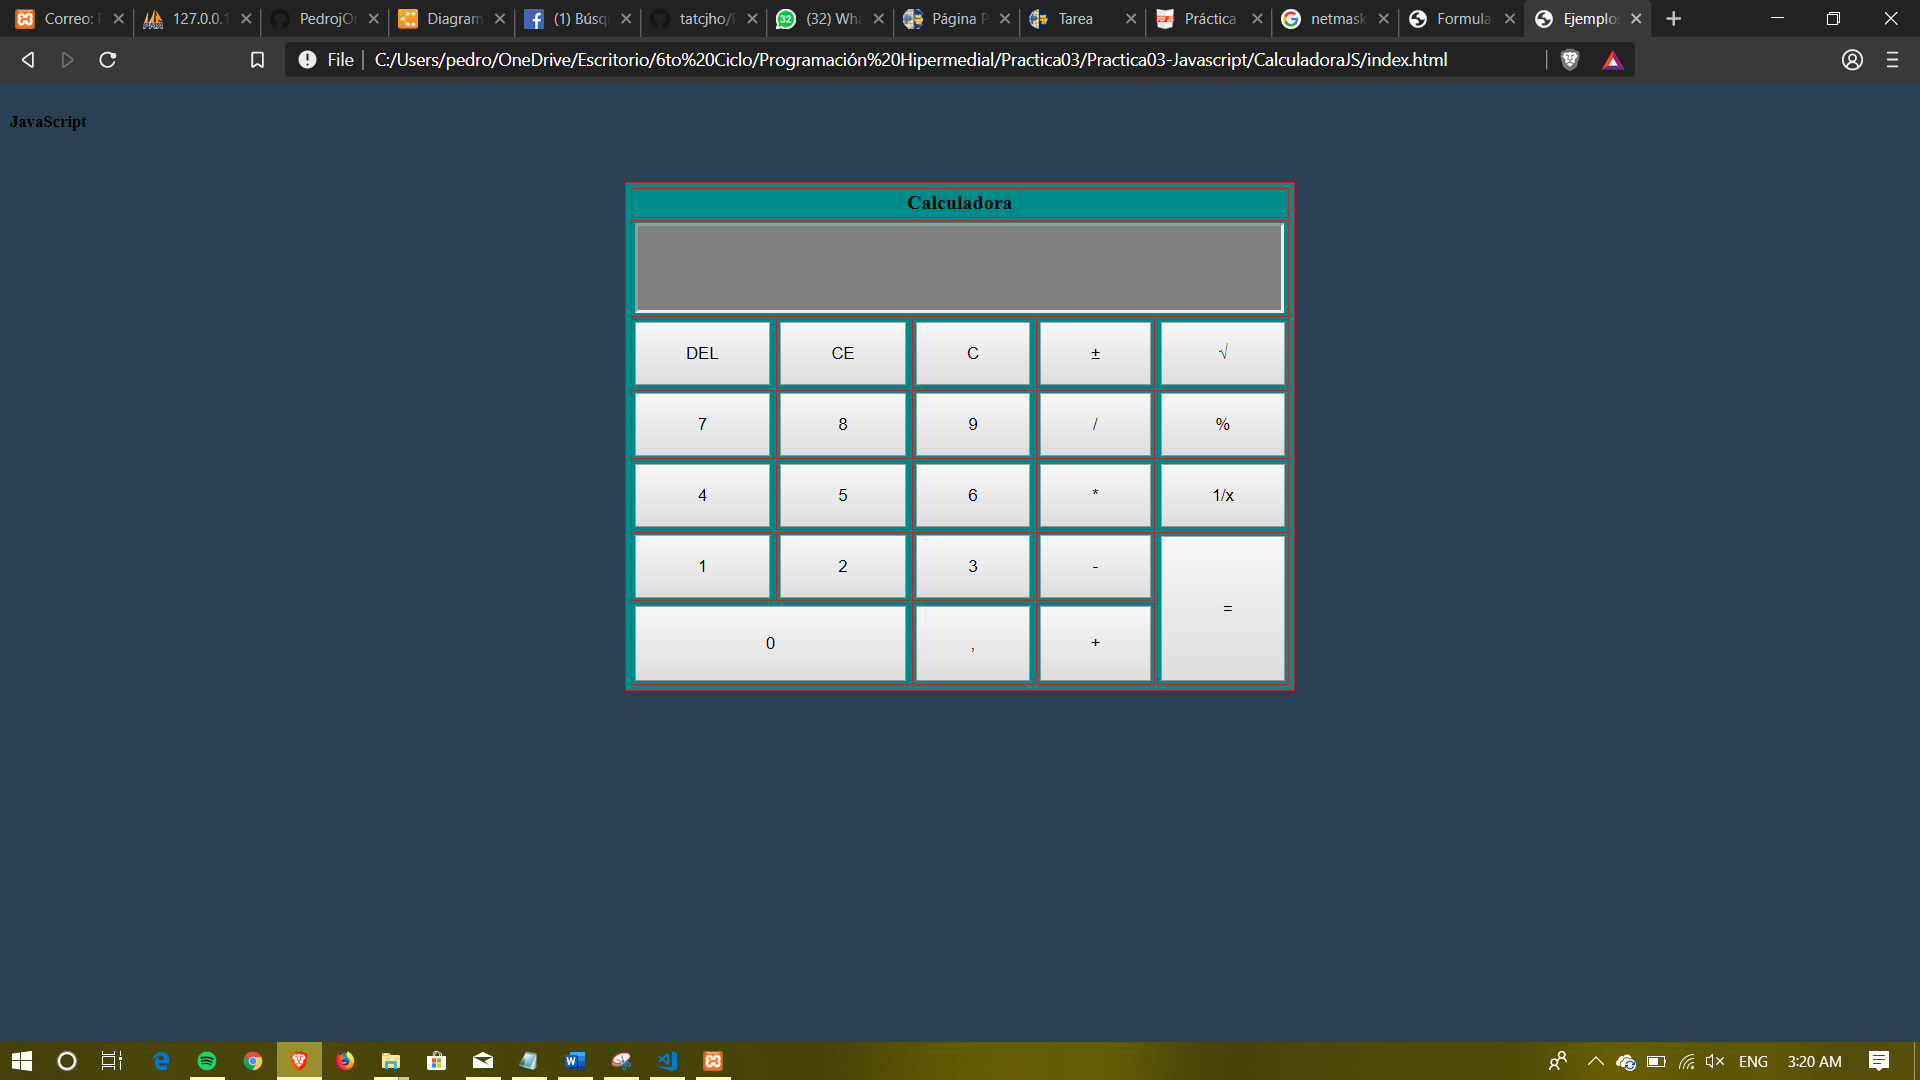 Correo: 127.0.0.1 PedrojO Diagram (1) Búsq tatcjho/ (32) Wha Página P Tarea Práctica netmask Formula Ejemplo
File C:/Users/pedro/OneDrive/Escritorio/6to%20Ciclo/Programación%20Hipermedial/Practica03/Practica03-Javascript/CalculadoraJS/index.html
JavaScript
Calculadora
DEL CE C ± √
7 8 9 / %
4 5 6 * 1/x
1 2 3 - =
0 , +
ENG 3:20 AM